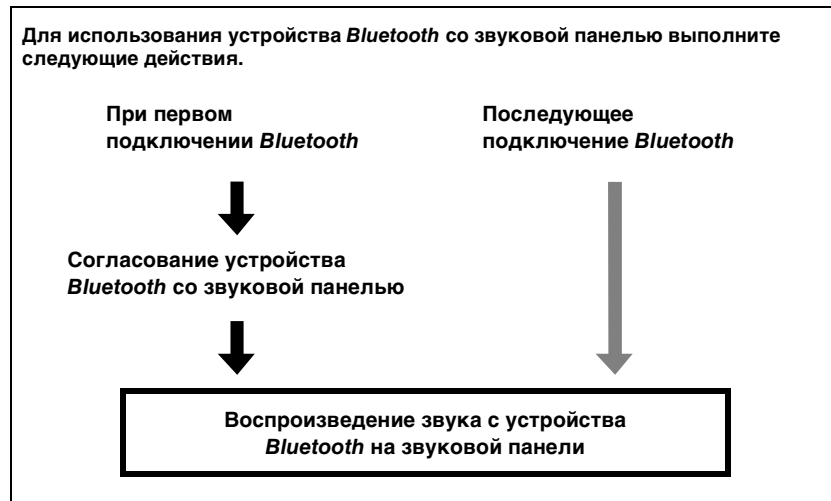 Для использования устройства Bluetooth со звуковой панелью выполните
следующие действия.
При первом
подключении Bluetooth
Последующее
подключение Bluetooth
Согласование устройства
Bluetooth со звуковой панелью
Воспроизведение звука с устройства
Bluetooth на звуковой панели